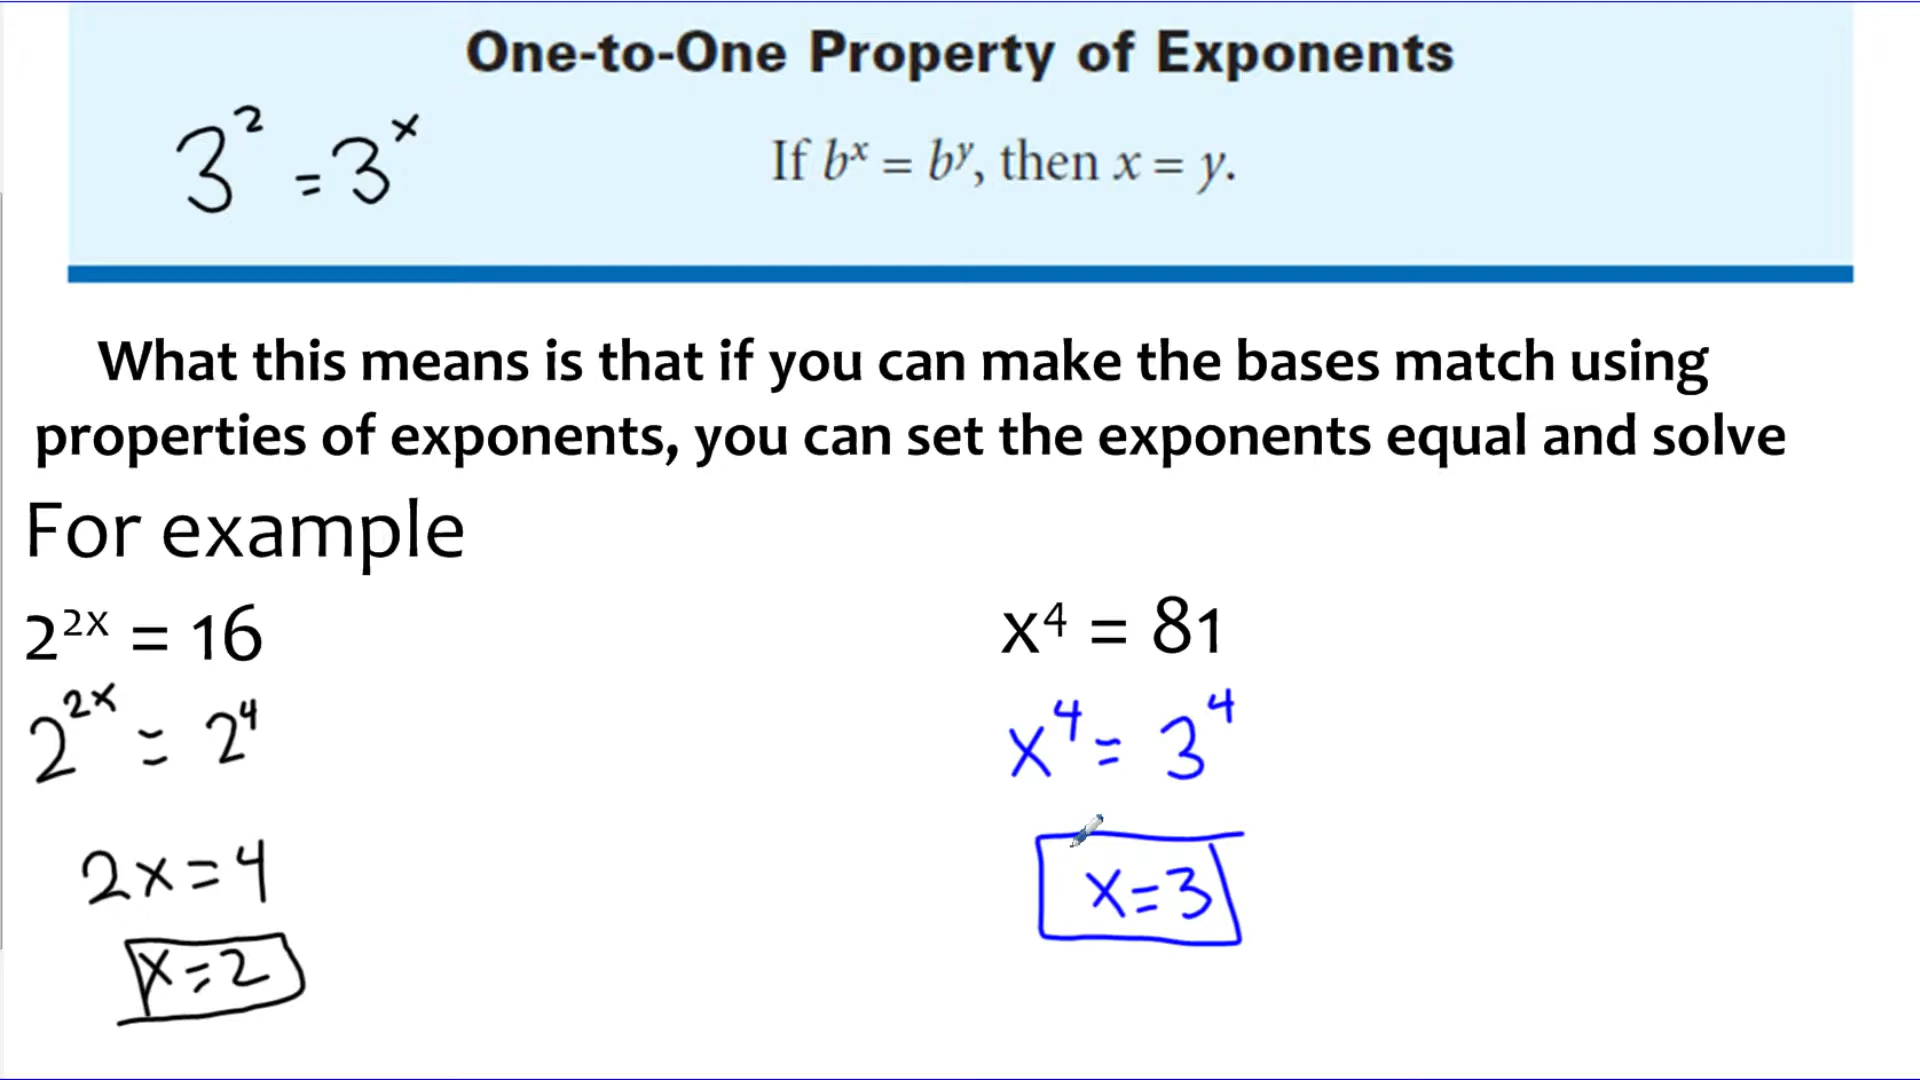 One-to-One Property of Exponents
3² = 3ˣ
If bˣ = bʸ, then x = y.
What this means is that if you can make the bases match using
properties of exponents, you can set the exponents equal and solve
For example
2²ˣ = 16
2²ˣ = 2⁴
2x = 4
x = 2
x⁴ = 81
x⁴ = 3⁴
x = 3